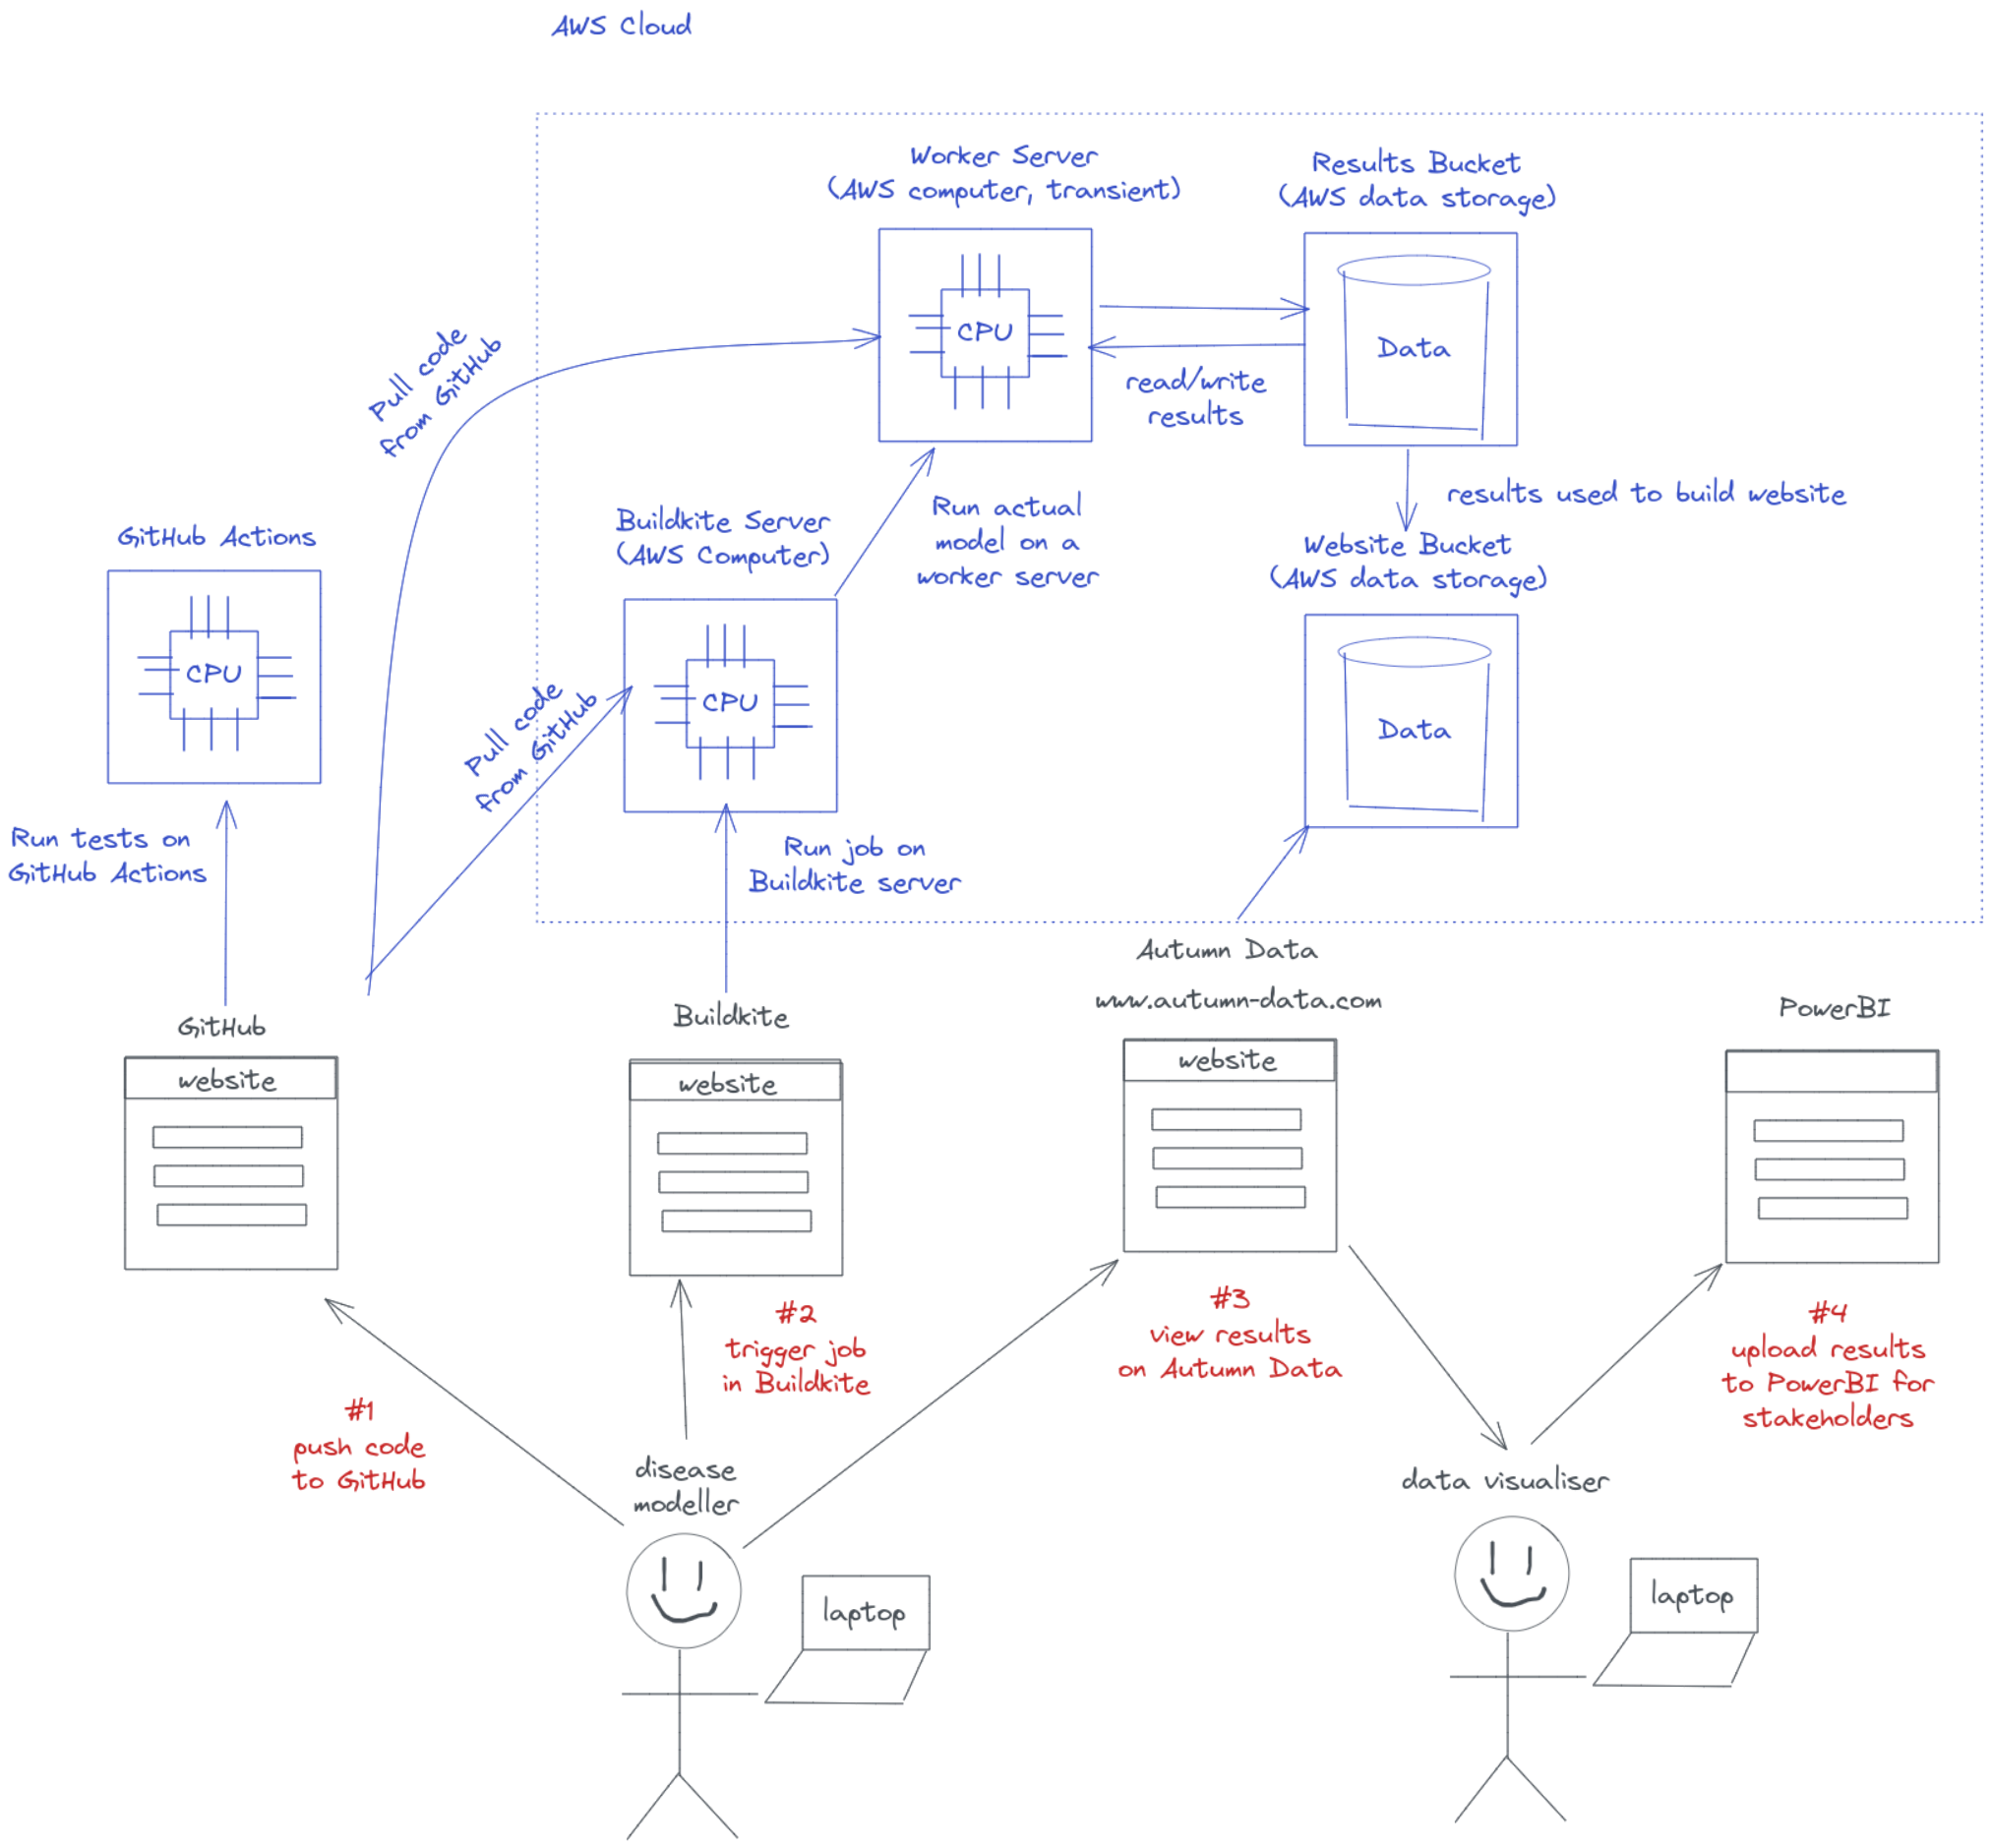 AWS Cloud
Worker Server
(AWS computer, transient)
Results Bucket
(AWS data storage)
CPU
Data
Pull code
from GitHub
read/write
results
results used to build website
Run actual
model on a
worker server
Buildkite Server
(AWS Computer)
GitHub Actions
Website Bucket
(AWS data storage)
CPU
CPU
Data
Pull code
from GitHub
Run tests on
GitHub Actions
Run job on
Buildkite server
Autumn Data
www.autumn-data.com
GitHub
Buildkite
PowerBI
website
website
website
#1
push code
to GitHub
#2
trigger job
in Buildkite
#3
view results
on Autumn Data
#4
upload results
to PowerBI for
stakeholders
disease
modeller
data visualiser
laptop
laptop